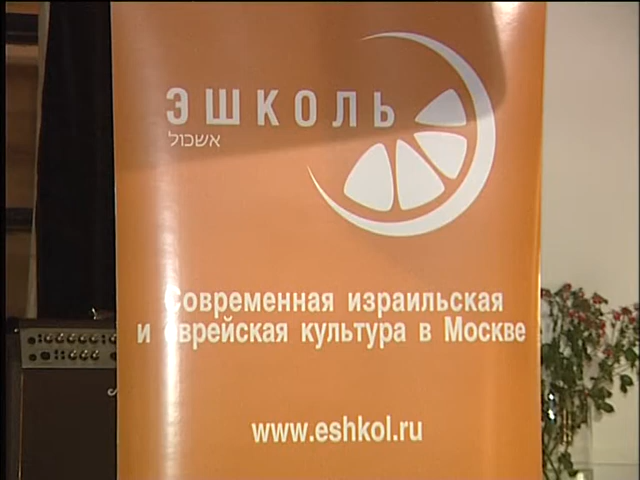 ЭШКОЛЬ
אשכול
Современная израильская
и еврейская культура в Москве
www.eshkol.ru